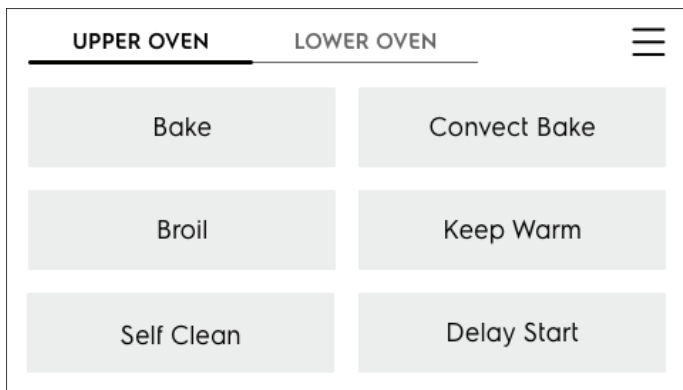 UPPER OVEN LOWER OVEN
Bake Convect Bake
Broil Keep Warm
Self Clean Delay Start